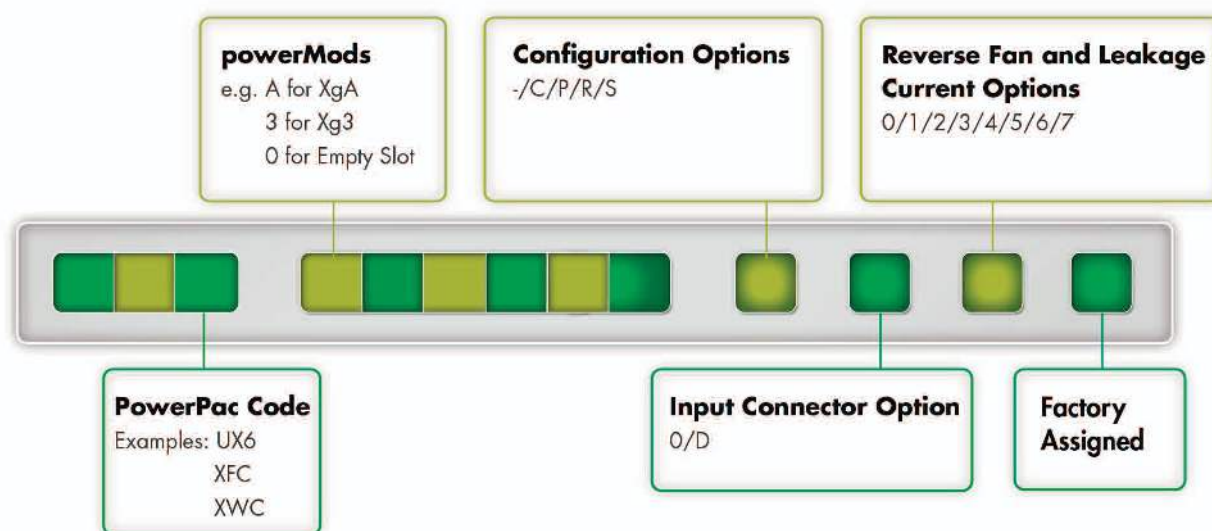 powerMods
e.g. A for XgA
3 for Xg3
0 for Empty Slot
Configuration Options
-/C/P/R/S
Reverse Fan and Leakage
Current Options
0/1/2/3/4/5/6/7
PowerPac Code
Examples: UX6
XFC
XWC
Input Connector Option
0/D
Factory
Assigned